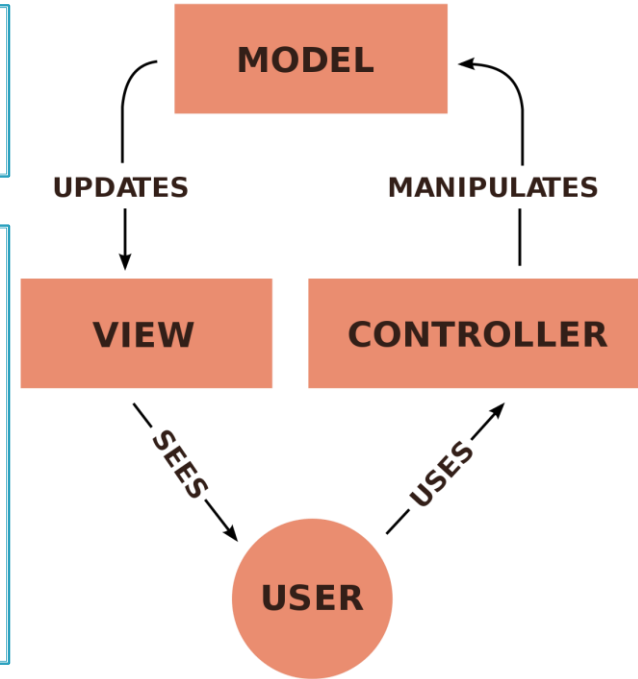 MODEL
UPDATES
MANIPULATES
VIEW
CONTROLLER
SEES
USES
USER